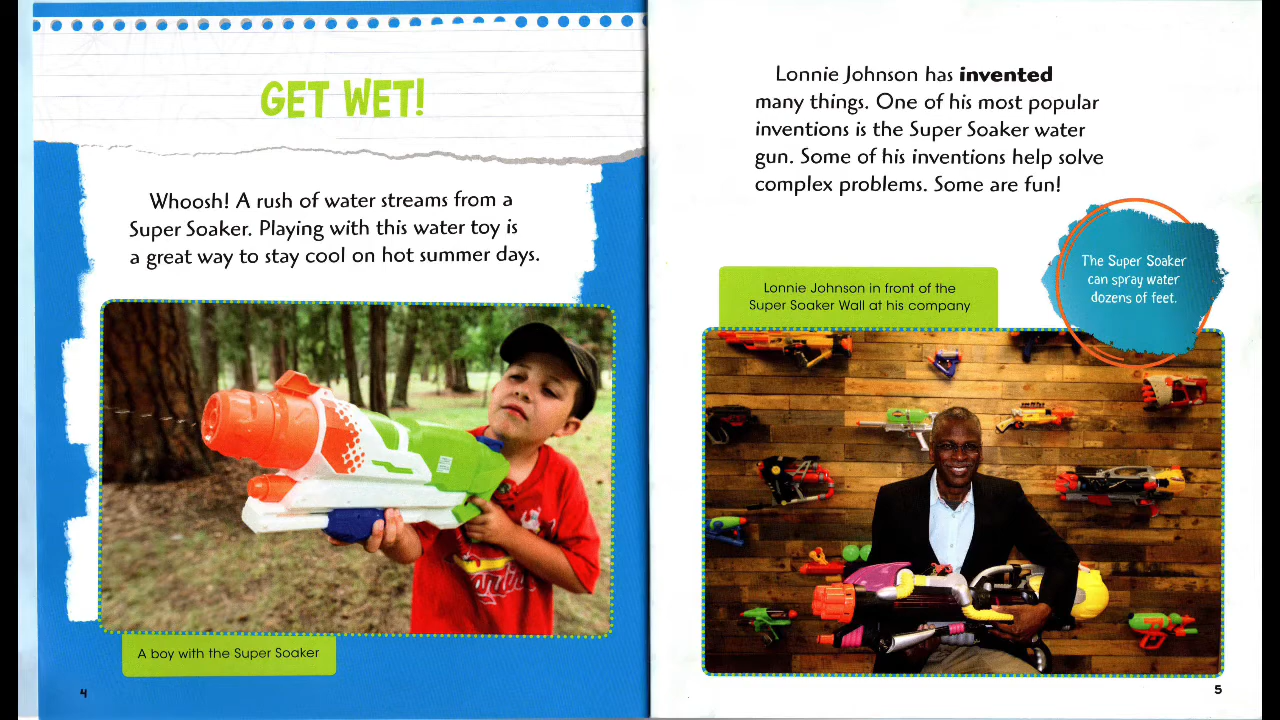 GET WET!
Whoosh! A rush of water streams from a
Super Soaker. Playing with this water toy is
a great way to stay cool on hot summer days.
A boy with the Super Soaker
4
Lonnie Johnson has invented
many things. One of his most popular
inventions is the Super Soaker water
gun. Some of his inventions help solve
complex problems. Some are fun!
The Super Soaker
can spray water
dozens of feet.
Lonnie Johnson in front of the
Super Soaker Wall at his company
5